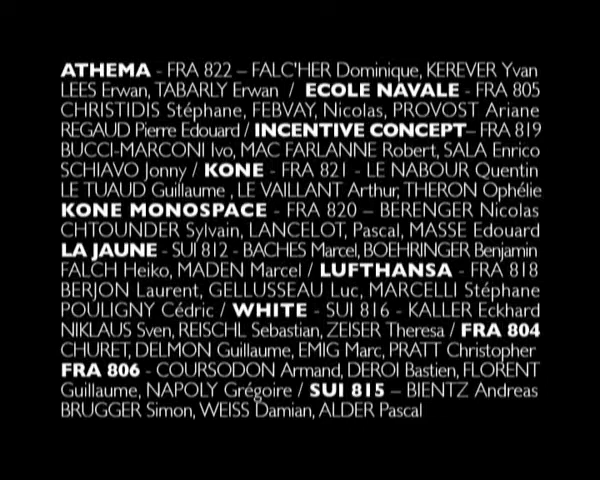 ATHEMA - FRA 822 – FALC'HER Dominique, KEREVER Yvan
LEES Erwan, TABARLY Erwan / ECOLE NAVALE - FRA 805
CHRISTIDIS Stéphane, FEBVAY, Nicolas, PROVOST Ariane
REGAUD Pierre Edouard / INCENTIVE CONCEPT– FRA 819
BUCCI-MARCONI Ivo, MAC FARLANNE Robert, SALA Enrico
SCHIAVO Jonny / KONE - FRA 821 - LE NABOUR Quentin
LE TUAUD Guillaume , LE VAILLANT Arthur, THERON Ophélie
KONE MONOSPACE - FRA 820 – BERENGER Nicolas
CHTOUNDER Sylvain, LANCELOT, Pascal, MASSE Edouard
LA JAUNE - SUI 812 - BACHES Marcel, BOEHRINGER Benjamin
FALCH Heiko, MADEN Marcel / LUFTHANSA - FRA 818
BERJON Laurent, GELLUSSEAU Luc, MARCELLI Stéphane
POULIGNY Cédric / WHITE - SUI 816 - KALLER Eckhard
NIKLAUS Sven, REISCHL Sebastian, ZEISER Theresa / FRA 804
CHURET, DELMON Guillaume, EMIG Marc, PRATT Christopher
FRA 806 - COURSODON Armand, DEROI Bastien, FLORENT
Guillaume, NAPOLY Grégoire / SUI 815 – BIENTZ Andreas
BRUGGER Simon, WEISS Damian, ALDER Pascal